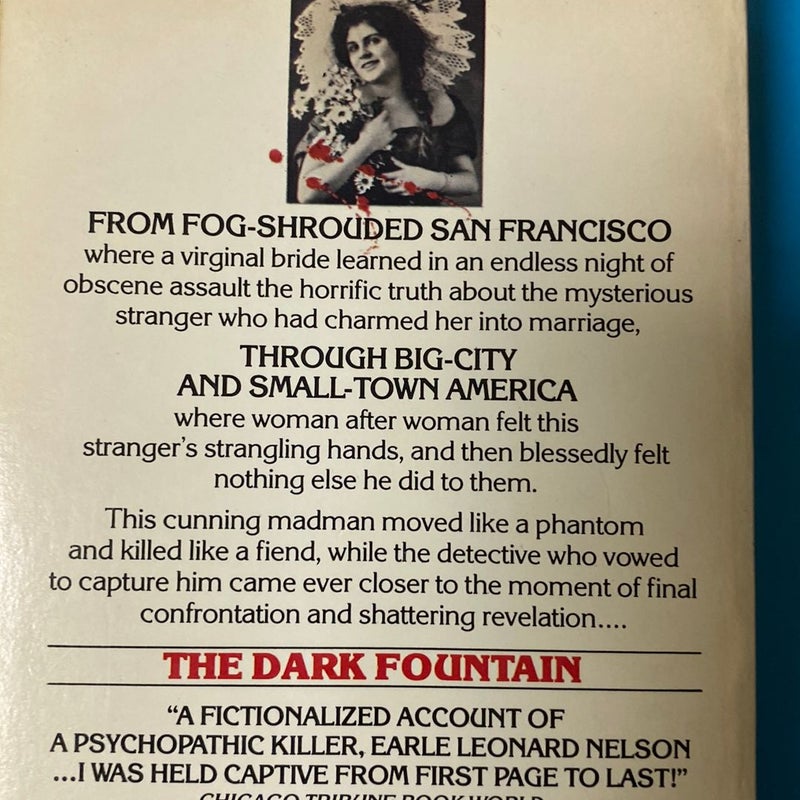 FROM FOG-SHROUDED SAN FRANCISCO
where a virginal bride learned in an endless night of
obscene assault the horrific truth about the mysterious
stranger who had charmed her into marriage,
THROUGH BIG-CITY
AND SMALL-TOWN AMERICA
where woman after woman felt this
stranger's strangling hands, and then blessedly felt
nothing else he did to them.
This cunning madman moved like a phantom
and killed like a fiend, while the detective who vowed
to capture him came ever closer to the moment of final
confrontation and shattering revelation....
THE DARK FOUNTAIN
“A FICTIONALIZED ACCOUNT OF
A PSYCHOPATHIC KILLER, EARLE LEONARD NELSON
...I WAS HELD CAPTIVE FROM FIRST PAGE TO LAST!”
CHICAGO TRIBUNE BOOK WORLD